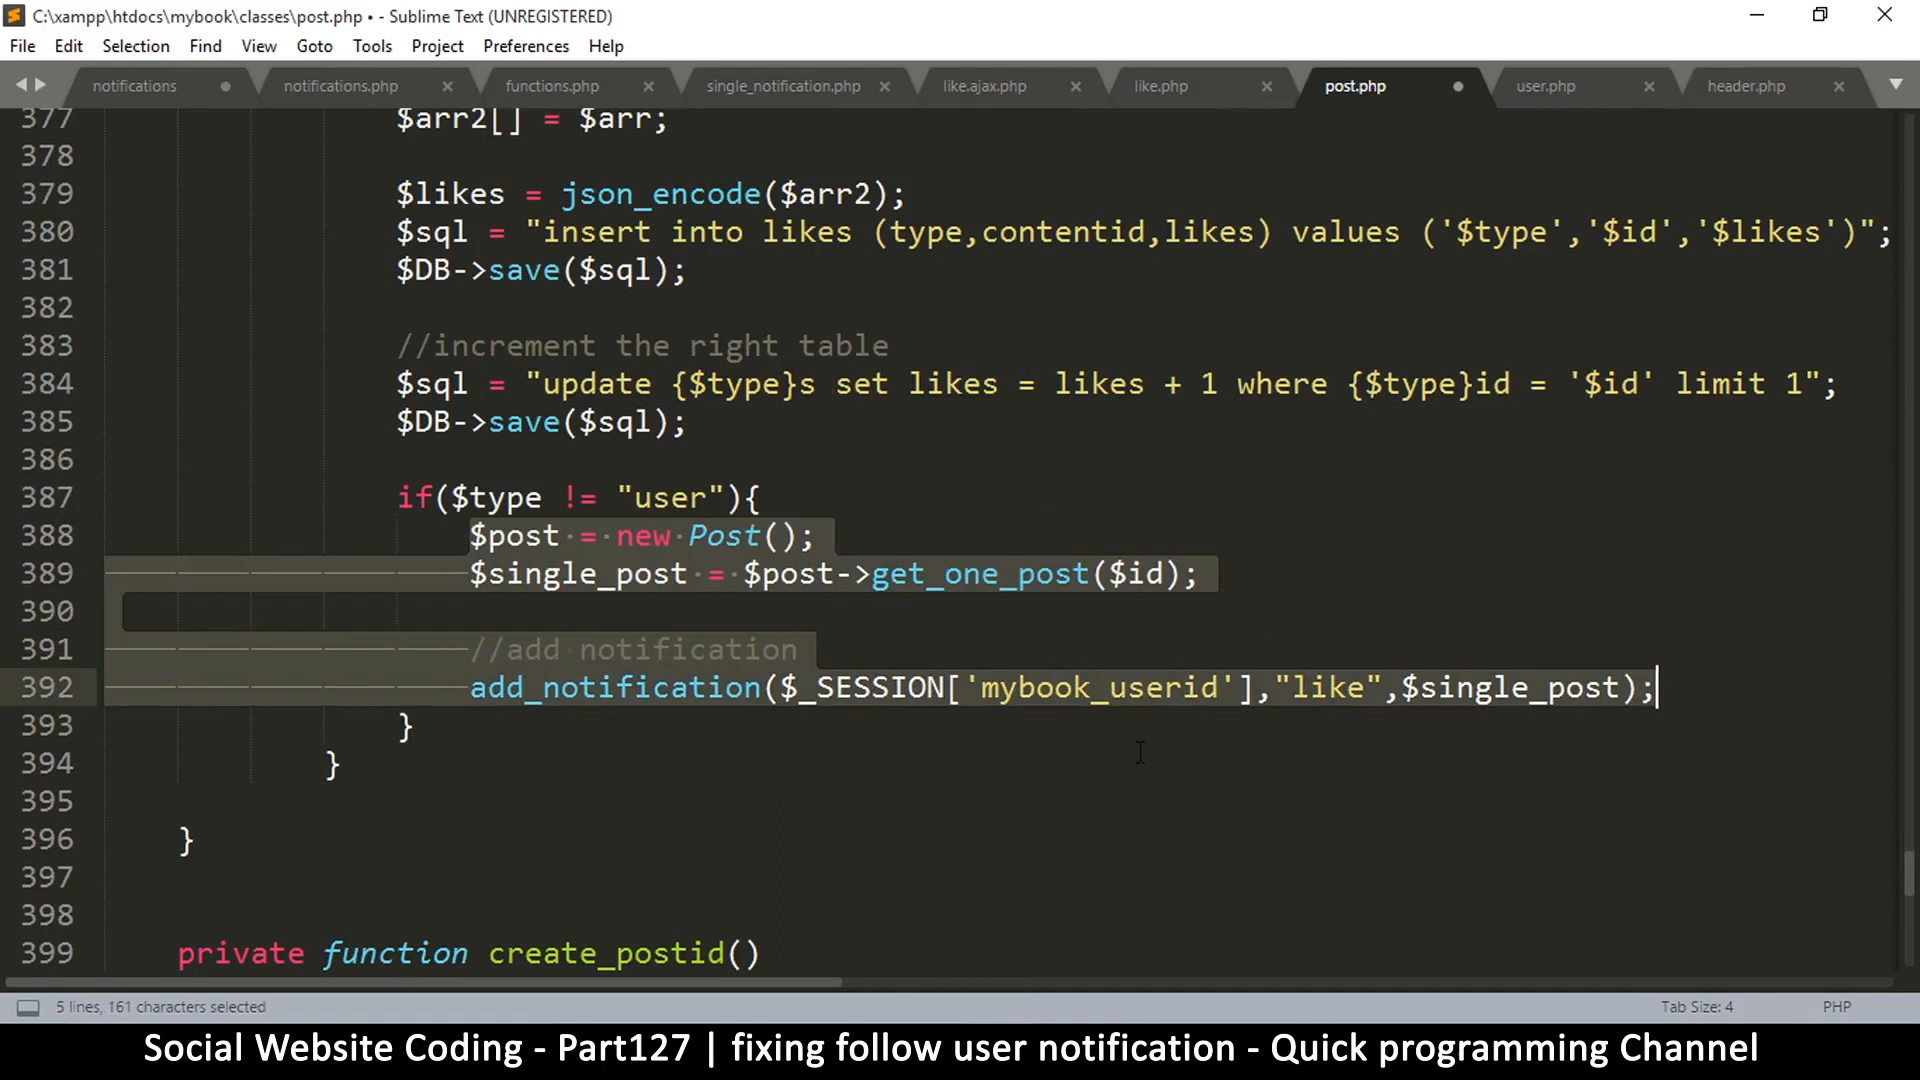 C:\xampp\htdocs\mybook\classes\post.php • - Sublime Text (UNREGISTERED)
File Edit Selection Find View Goto Tools Project Preferences Help
notifications notifications.php functions.php single_notification.php like.ajax.php like.php post.php user.php header.php
377 $arr2[] = $arr;
378
379 $likes = json_encode($arr2);
380 $sql = "insert into likes (type,contentid,likes) values ('$type','$id','$likes')";
381 $DB->save($sql);
382
383 //increment the right table
384 $sql = "update {$type}s set likes = likes + 1 where {$type}id = '$id' limit 1";
385 $DB->save($sql);
386
387 if($type != "user"){
388 $post = new Post();
389 $single_post = $post->get_one_post($id);
390
391 //add notification
392 add_notification($_SESSION['mybook_userid'],"like",$single_post);
393 }
394 }
395
396 }
397
398
399 private function create_postid()
5 lines, 161 characters selected Tab Size: 4 PHP
Social Website Coding - Part127 | fixing follow user notification - Quick programming Channel